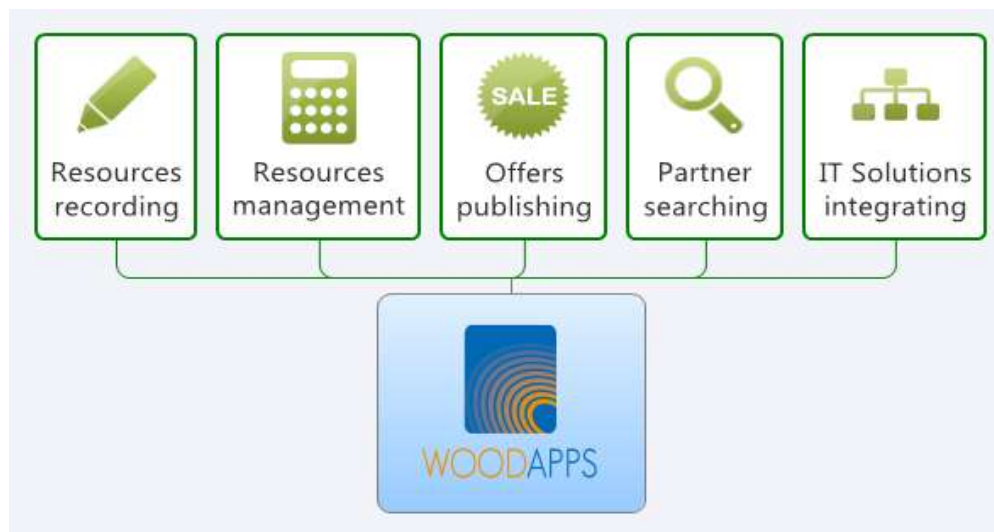 Resources
recording
Resources
management
SALE
Offers
publishing
Partner
searching
IT Solutions
integrating
WOODAPPS